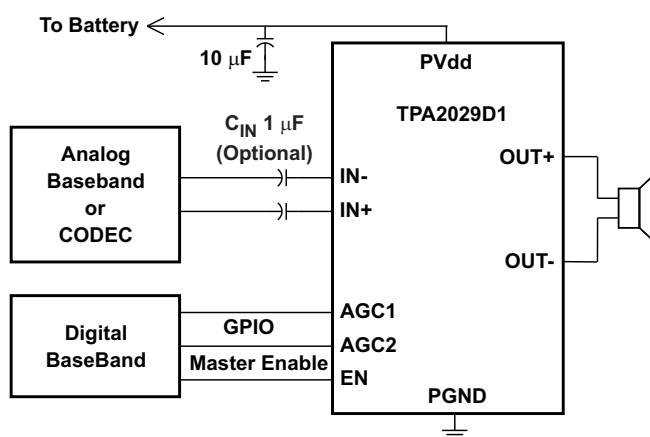 To Battery
10 μF
PVdd
TPA2029D1
C_IN 1 μF
(Optional)
Analog
Baseband
or
CODEC
IN-
IN+
OUT+
OUT-
Digital
BaseBand
GPIO
Master Enable
AGC1
AGC2
EN
PGND